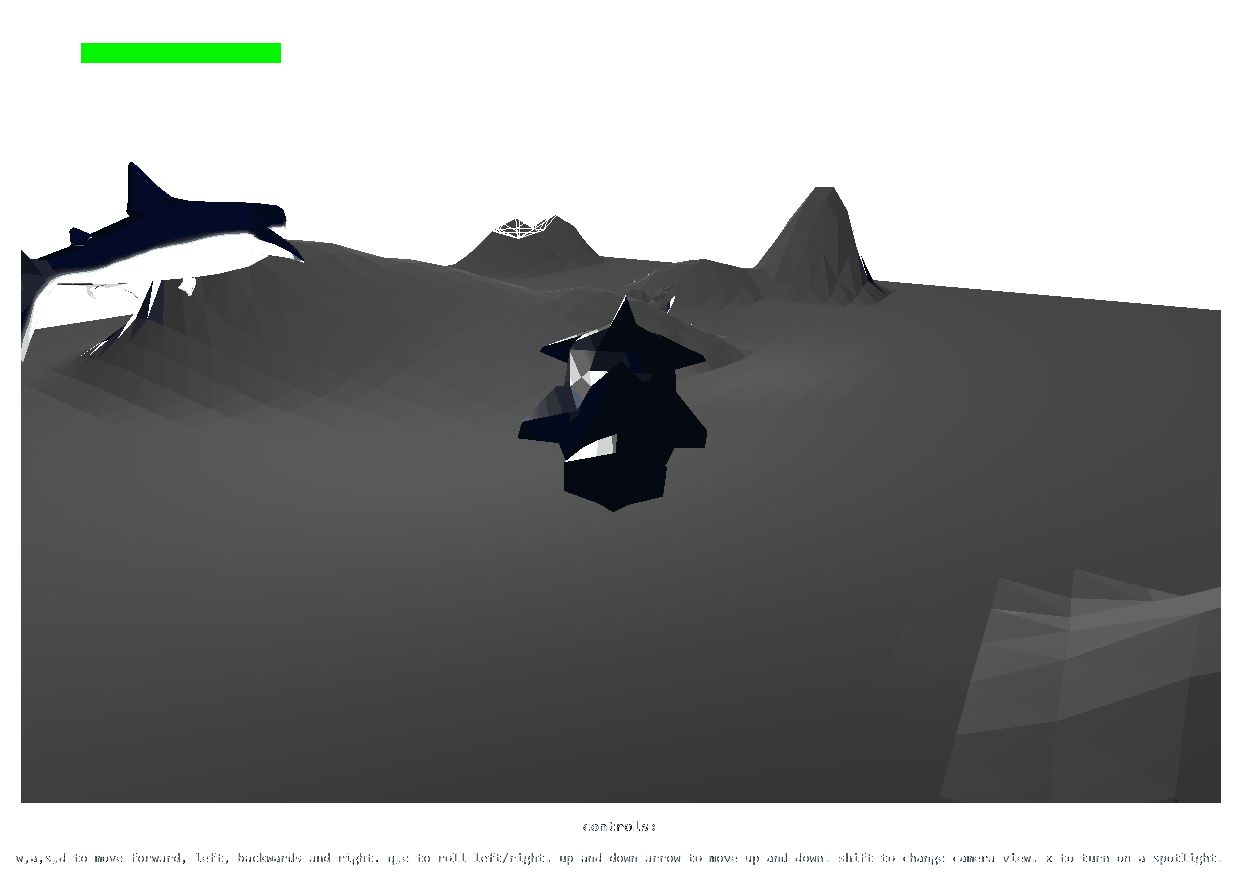 controls:
w,a,s,d to move forward, left, backwards and right. q,e to roll left/right. up and down arrow to move up and down. shift to change camera view. x to turn on a spotlight.